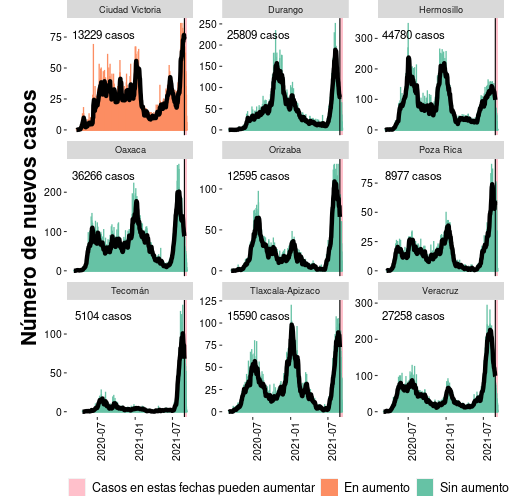 Ciudad Victoria
Durango
Hermosillo
13229 casos
25809 casos
44780 casos
75
50
25
0
250
200
150
100
50
0
300
200
100
0
Oaxaca
Orizaba
Poza Rica
36266 casos
12595 casos
8977 casos
200
100
0
100
50
0
75
50
25
0
Tecomán
Tlaxcala-Apizaco
Veracruz
5104 casos
15590 casos
27258 casos
100
50
0
125
100
75
50
25
0
300
200
100
0
2020-07
2021-01
2021-07
2020-07
2021-01
2021-07
2020-07
2021-01
2021-07
Número de nuevos casos
Casos en estas fechas pueden aumentar
En aumento
Sin aumento